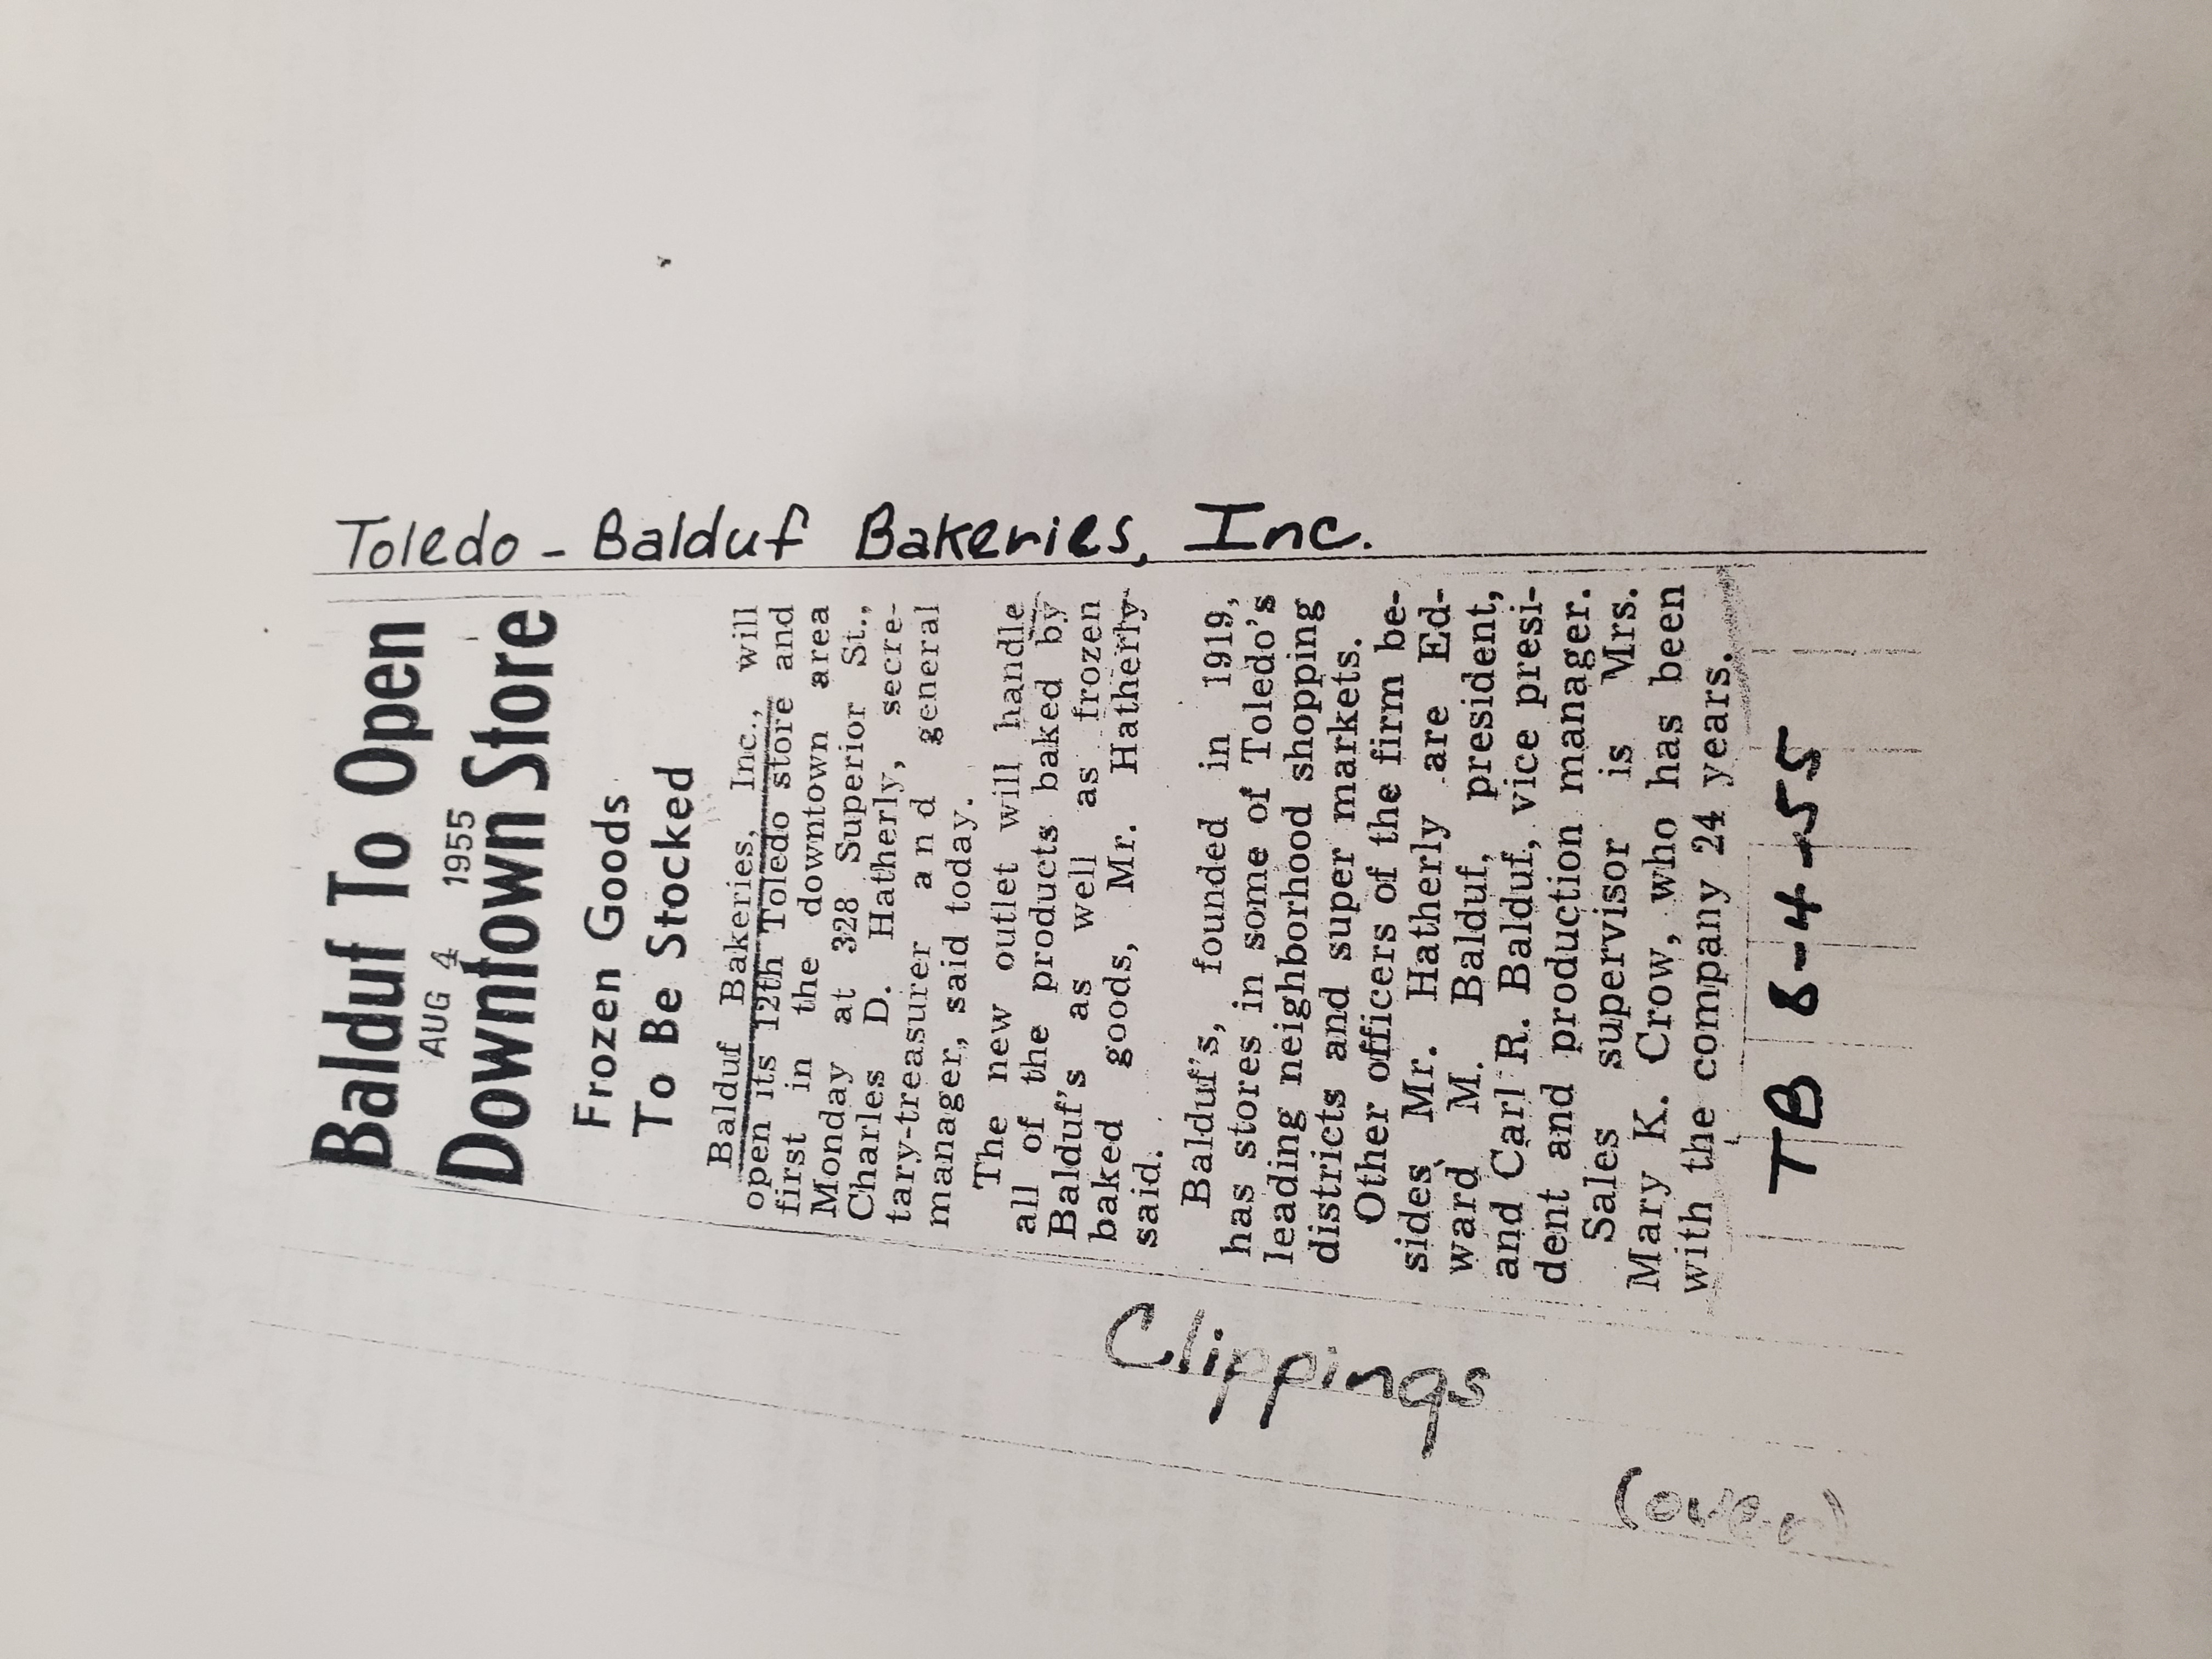 Toledo - Balduf Bakeries, Inc.
Balduf To Open
AUG 4 1955
Downtown Store
Frozen Goods
To Be Stocked
Balduf Bakeries, Inc., will
open its 12th Toledo store and
first in the downtown area
Monday at 328 Superior St.,
Charles D. Hatherly, secre-
tary-treasurer and general
manager, said today.
The new outlet will handle
all of the products baked by
Balduf's as well as frozen
baked goods, Mr. Hatherly
said.
Balduf's, founded in 1919,
has stores in some of Toledo's
leading neighborhood shopping
districts and super markets.
Other officers of the firm be-
sides Mr. Hatherly are Ed-
ward M. Balduf, president,
and Carl R. Balduf, vice presi-
dent and production manager.
Sales supervisor is Mrs.
Mary K. Crow, who has been
with the company 24 years.
TB 8-4-55
Clippings
(over)